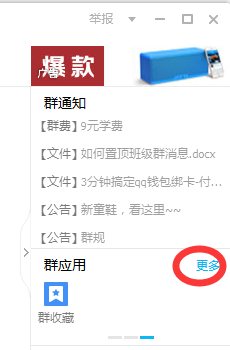 举报
爆款
群通知
【群费】9元学费
【文件】如何置顶班级群消息.docx
【文件】3分钟搞定qq钱包绑卡-付...
【公告】新童鞋，看这里~~
【公告】群规
群应用 更多
群收藏